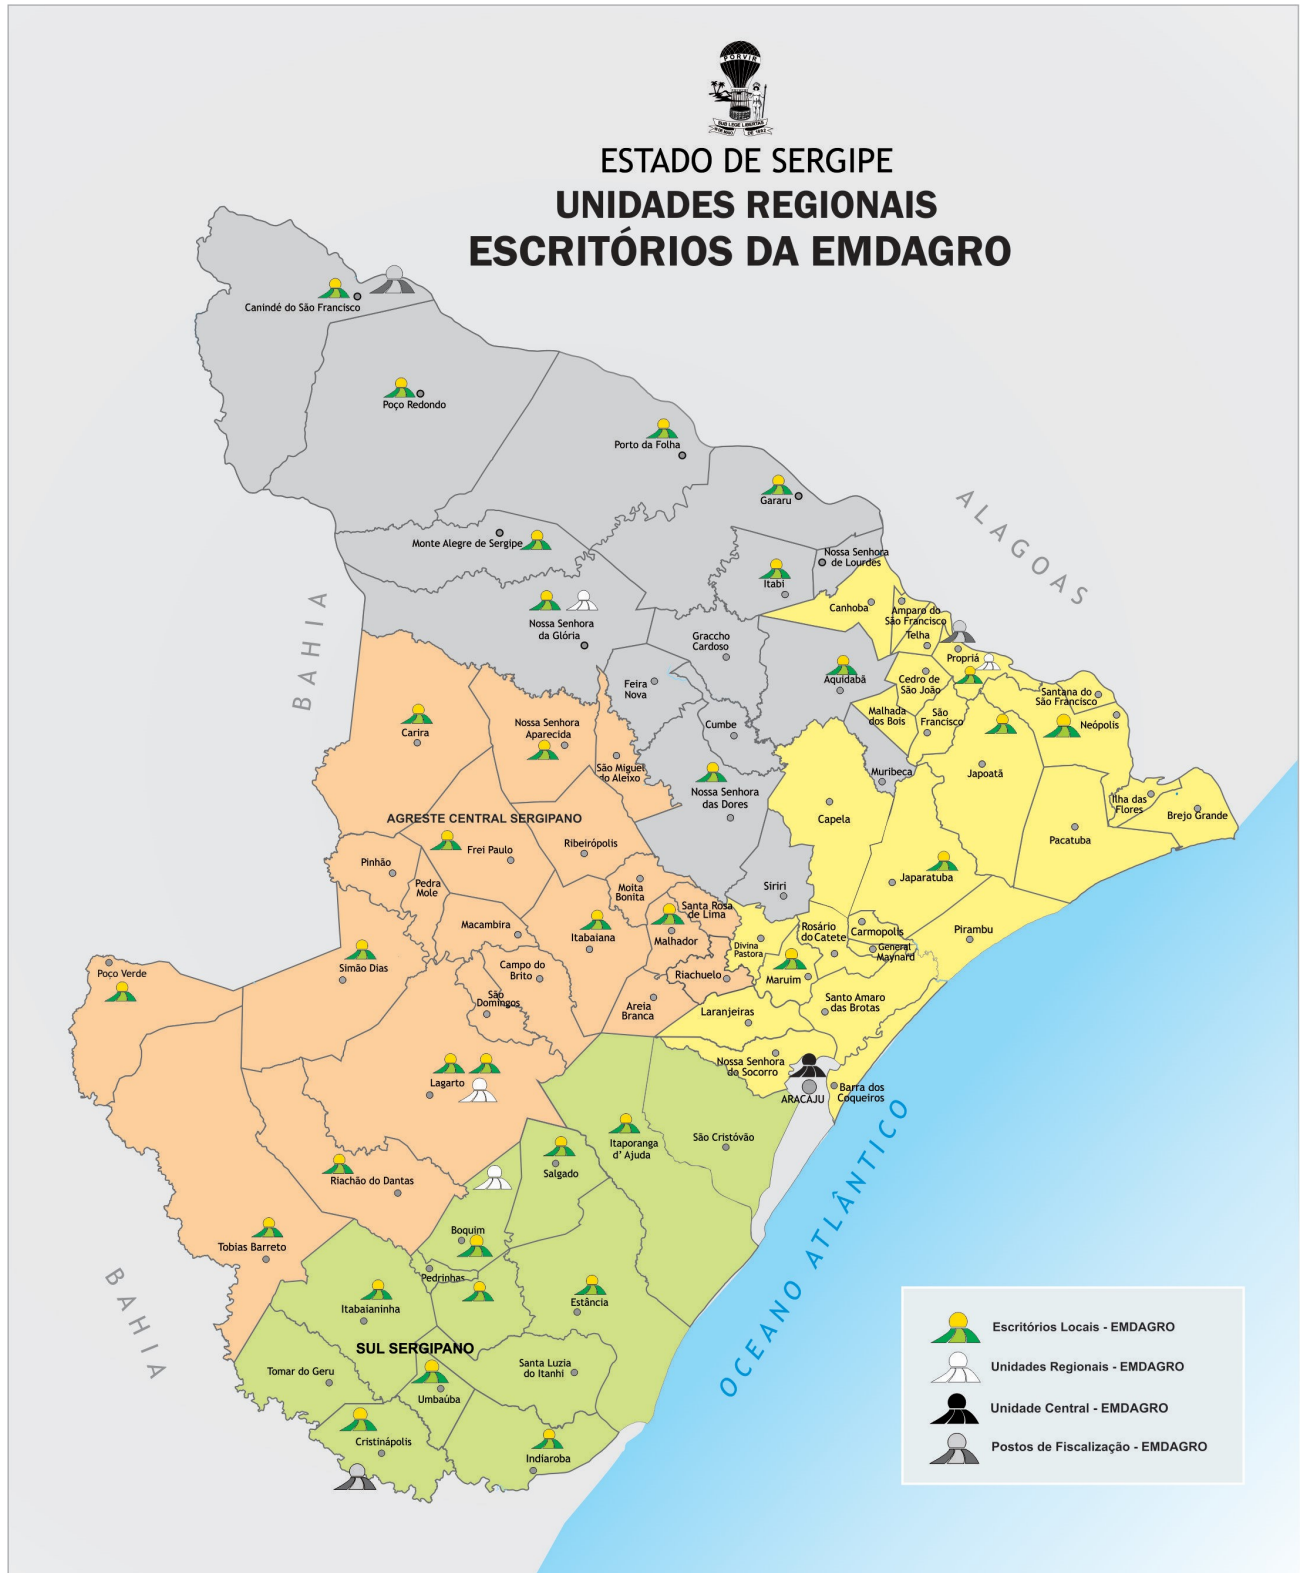 PORVIR
SUB LEGE LIBERTAS
ESTADO DE SERGIPE
UNIDADES REGIONAIS
ESCRITÓRIOS DA EMDAGRO
Canindé do São Francisco
Poço Redondo
Porto da Folha
Gararu
ALAGOAS
Monte Alegre de Sergipe
Nossa Senhora
de Lourdes
Itabi
BAHIA
Canhoba
Amparo do
São Francisco
Telha
Nossa Senhora
da Glória
Graccho
Cardoso
Propriá
Feira
Nova
Aquidabã
Cedro de
São João
Santana do
São Francisco
Malhada
dos Bois
São
Francisco
Neópolis
Carira
Nossa Senhora
Aparecida
Cumbe
São Miguel
do Aleixo
Muribeca
Japoatã
Nossa Senhora
das Dores
Ilha das
Flores
Brejo Grande
AGRESTE CENTRAL SERGIPANO
Capela
Pacatuba
Frei Paulo
Ribeirópolis
Pinhão
Pedra
Mole
Moita
Bonita
Siriri
Japaratuba
Santa Rosa
de Lima
Macambira
Itabaiana
Malhador
Divina
Pastora
Rosário
do Catete
Carmopolis
Pirambu
General
Maynard
Simão Dias
Poço Verde
Campo do
Brito
Riachuelo
Maruim
São
Domingos
Areia
Branca
Laranjeiras
Santo Amaro
das Brotas
Nossa Senhora
do Socorro
Lagarto
ARACAJU
Barra dos
Coqueiros
Itaporanga
d' Ajuda
São Cristóvão
Salgado
Riachão do Dantas
Boquim
Tobias Barreto
Pedrinhas
OCEANO ATLÂNTICO
BAHIA
Itabaianinha
Estância
SUL SERGIPANO
Tomar do Geru
Santa Luzia
do Itanhi
Umbaúba
Cristinápolis
Indiaroba
Escritórios Locais - EMDAGRO
Unidades Regionais - EMDAGRO
Unidade Central - EMDAGRO
Postos de Fiscalização - EMDAGRO